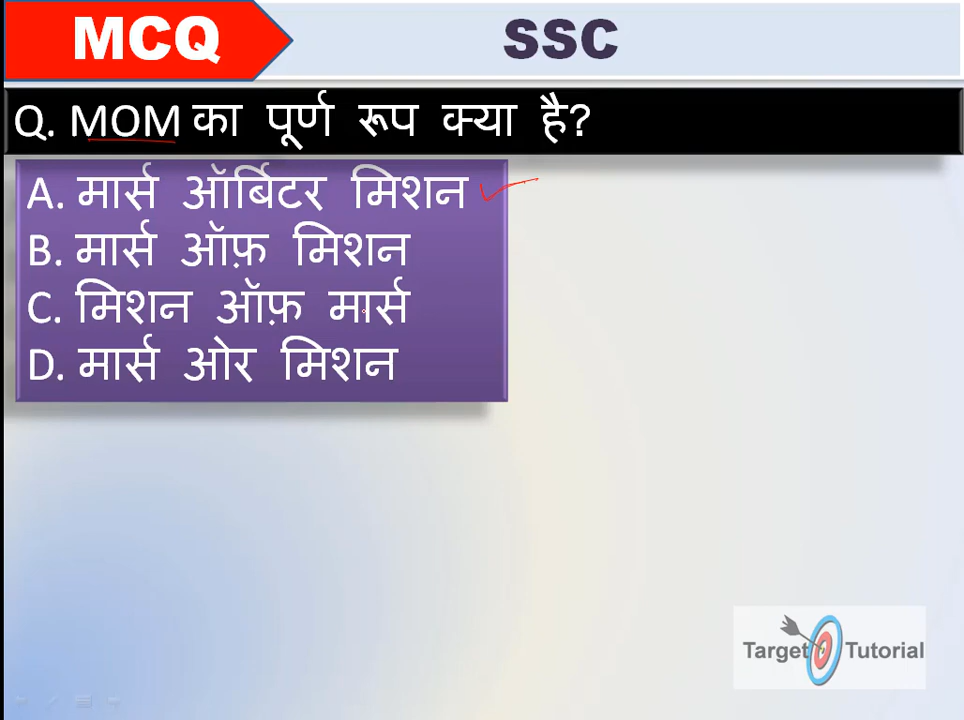 MCQ
SSC
Q. MOM का पूर्ण रूप क्या है?
A. मार्स ऑर्बिटर मिशन
B. मार्स ऑफ़ मिशन
C. मिशन ऑफ़ मार्स
D. मार्स ओर मिशन
Target Tutorial